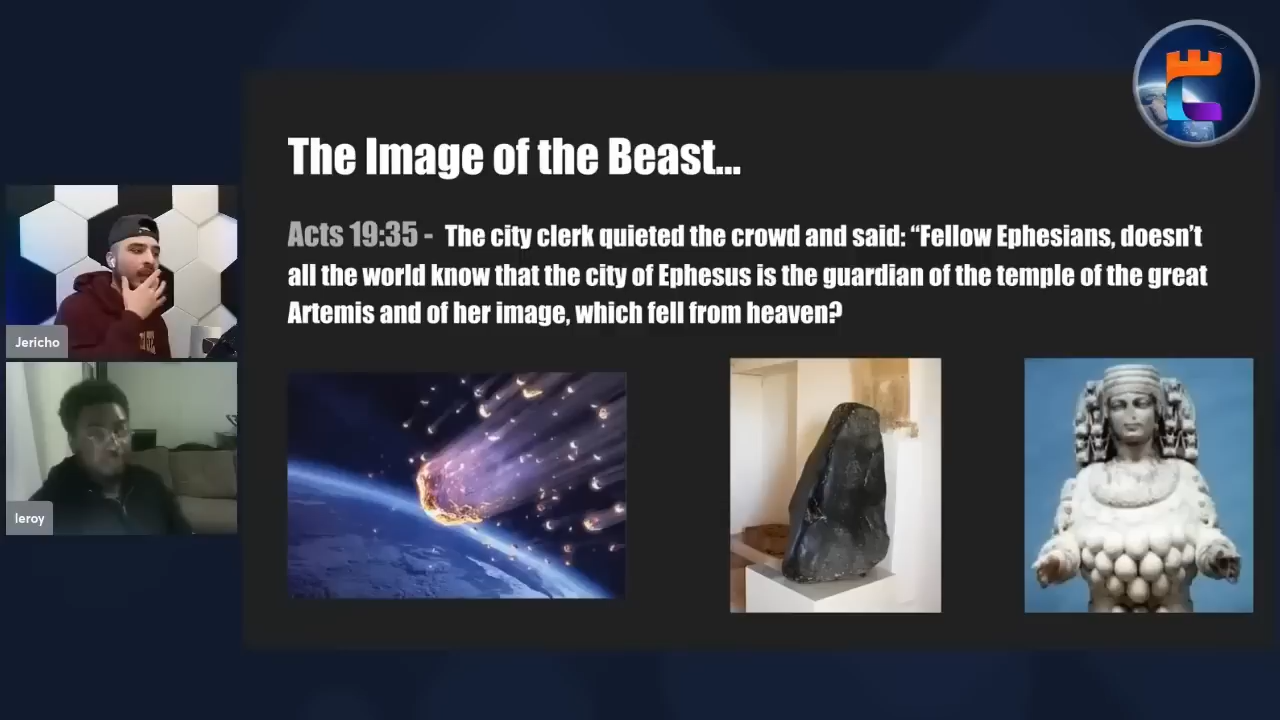 The Image of the Beast...
Acts 19:35 - The city clerk quieted the crowd and said: “Fellow Ephesians, doesn’t
all the world know that the city of Ephesus is the guardian of the temple of the great
Artemis and of her image, which fell from heaven?
Jericho
leroy